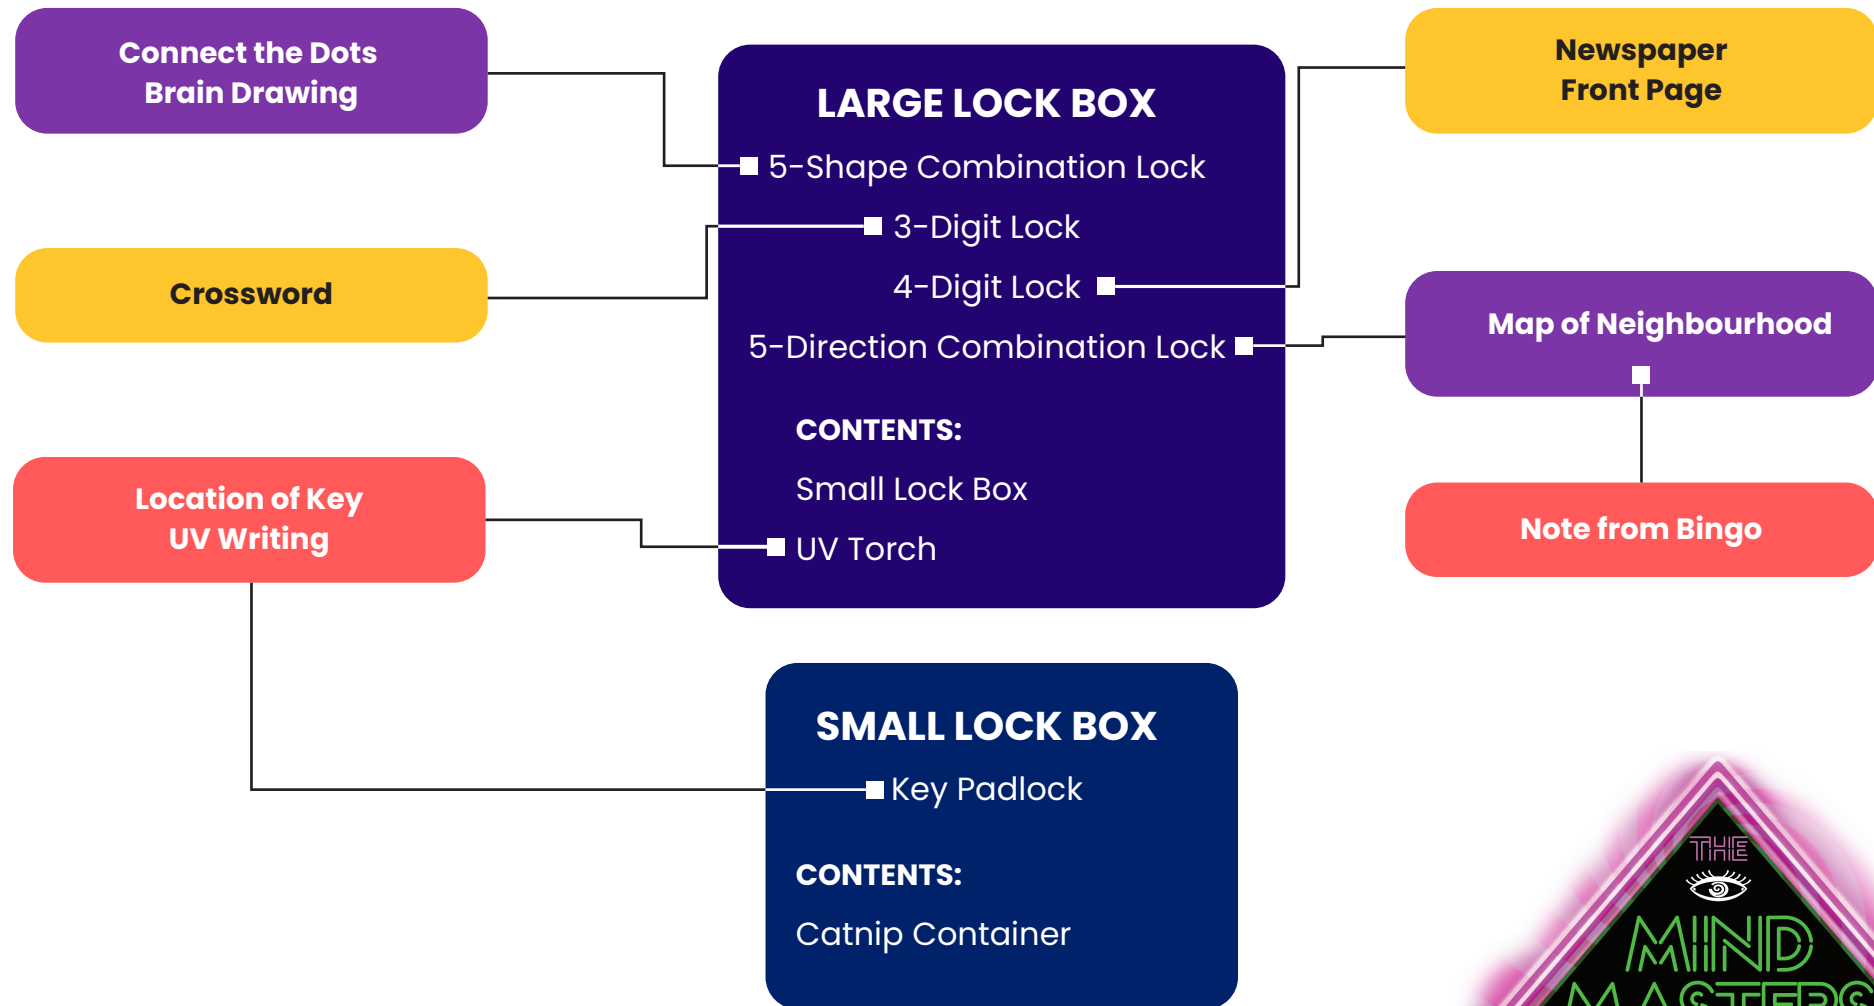 Connect the Dots
Brain Drawing
Crossword
Location of Key
UV Writing
LARGE LOCK BOX
5-Shape Combination Lock
3-Digit Lock
4-Digit Lock
5-Direction Combination Lock
CONTENTS:
Small Lock Box
UV Torch
Newspaper
Front Page
Map of Neighbourhood
Note from Bingo
SMALL LOCK BOX
Key Padlock
CONTENTS:
Catnip Container
THE
MIND
MASTERS